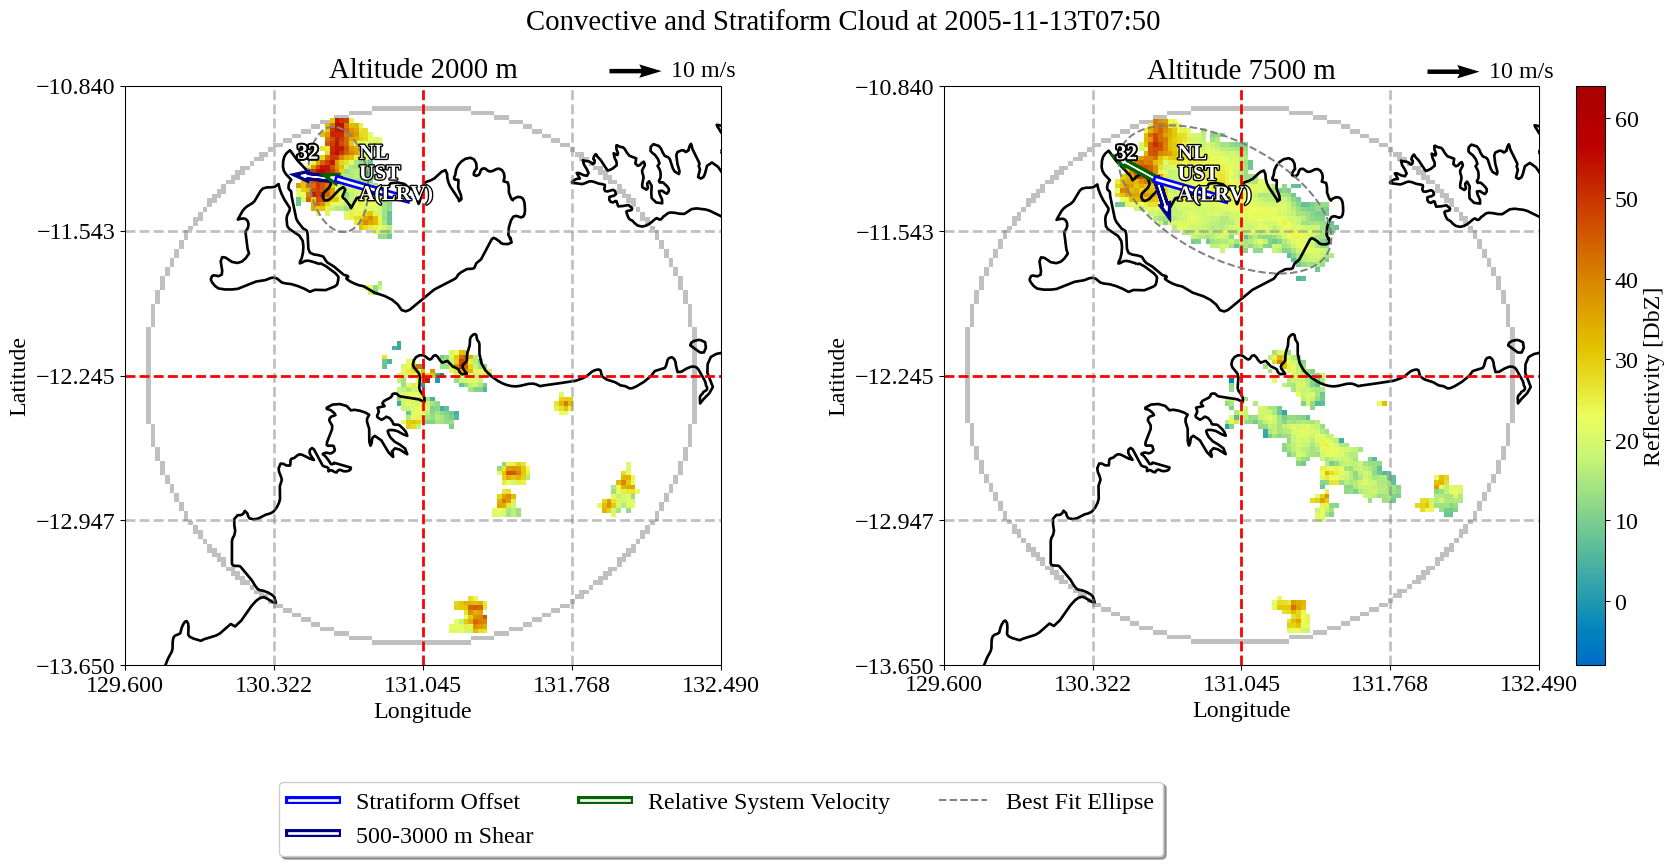 Convective and Stratiform Cloud at 2005-11-13T07:50
Altitude 2000 m
10 m/s
−10.840
−11.543
−12.245
−12.947
−13.650
129.600
130.322
131.045
131.768
132.490
Latitude
Longitude
32
NL
UST
A(LRV)
Altitude 7500 m
10 m/s
−10.840
−11.543
−12.245
−12.947
−13.650
129.600
130.322
131.045
131.768
132.490
Latitude
Longitude
32
NL
UST
A(LRV)
60
50
40
30
20
10
0
Reflectivity [DbZ]
Stratiform Offset
500-3000 m Shear
Relative System Velocity
Best Fit Ellipse